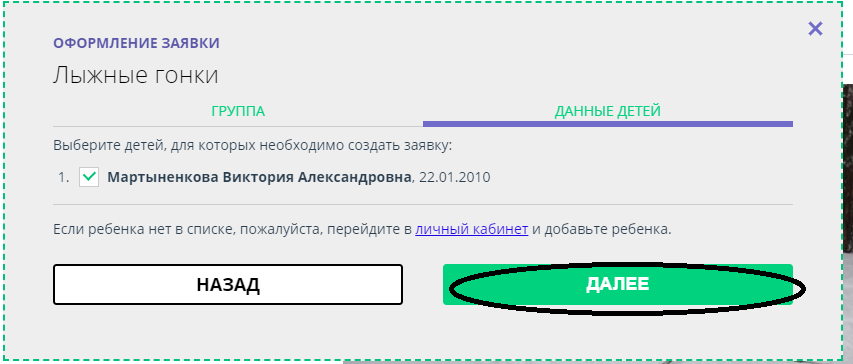 ОФОРМЛЕНИЕ ЗАЯВКИ
Лыжные гонки
ГРУППА ДАННЫЕ ДЕТЕЙ
Выберите детей, для которых необходимо создать заявку:
1. Мартыненкова Виктория Александровна, 22.01.2010
Если ребенка нет в списке, пожалуйста, перейдите в личный кабинет и добавьте ребенка.
НАЗАД ДАЛЕЕ